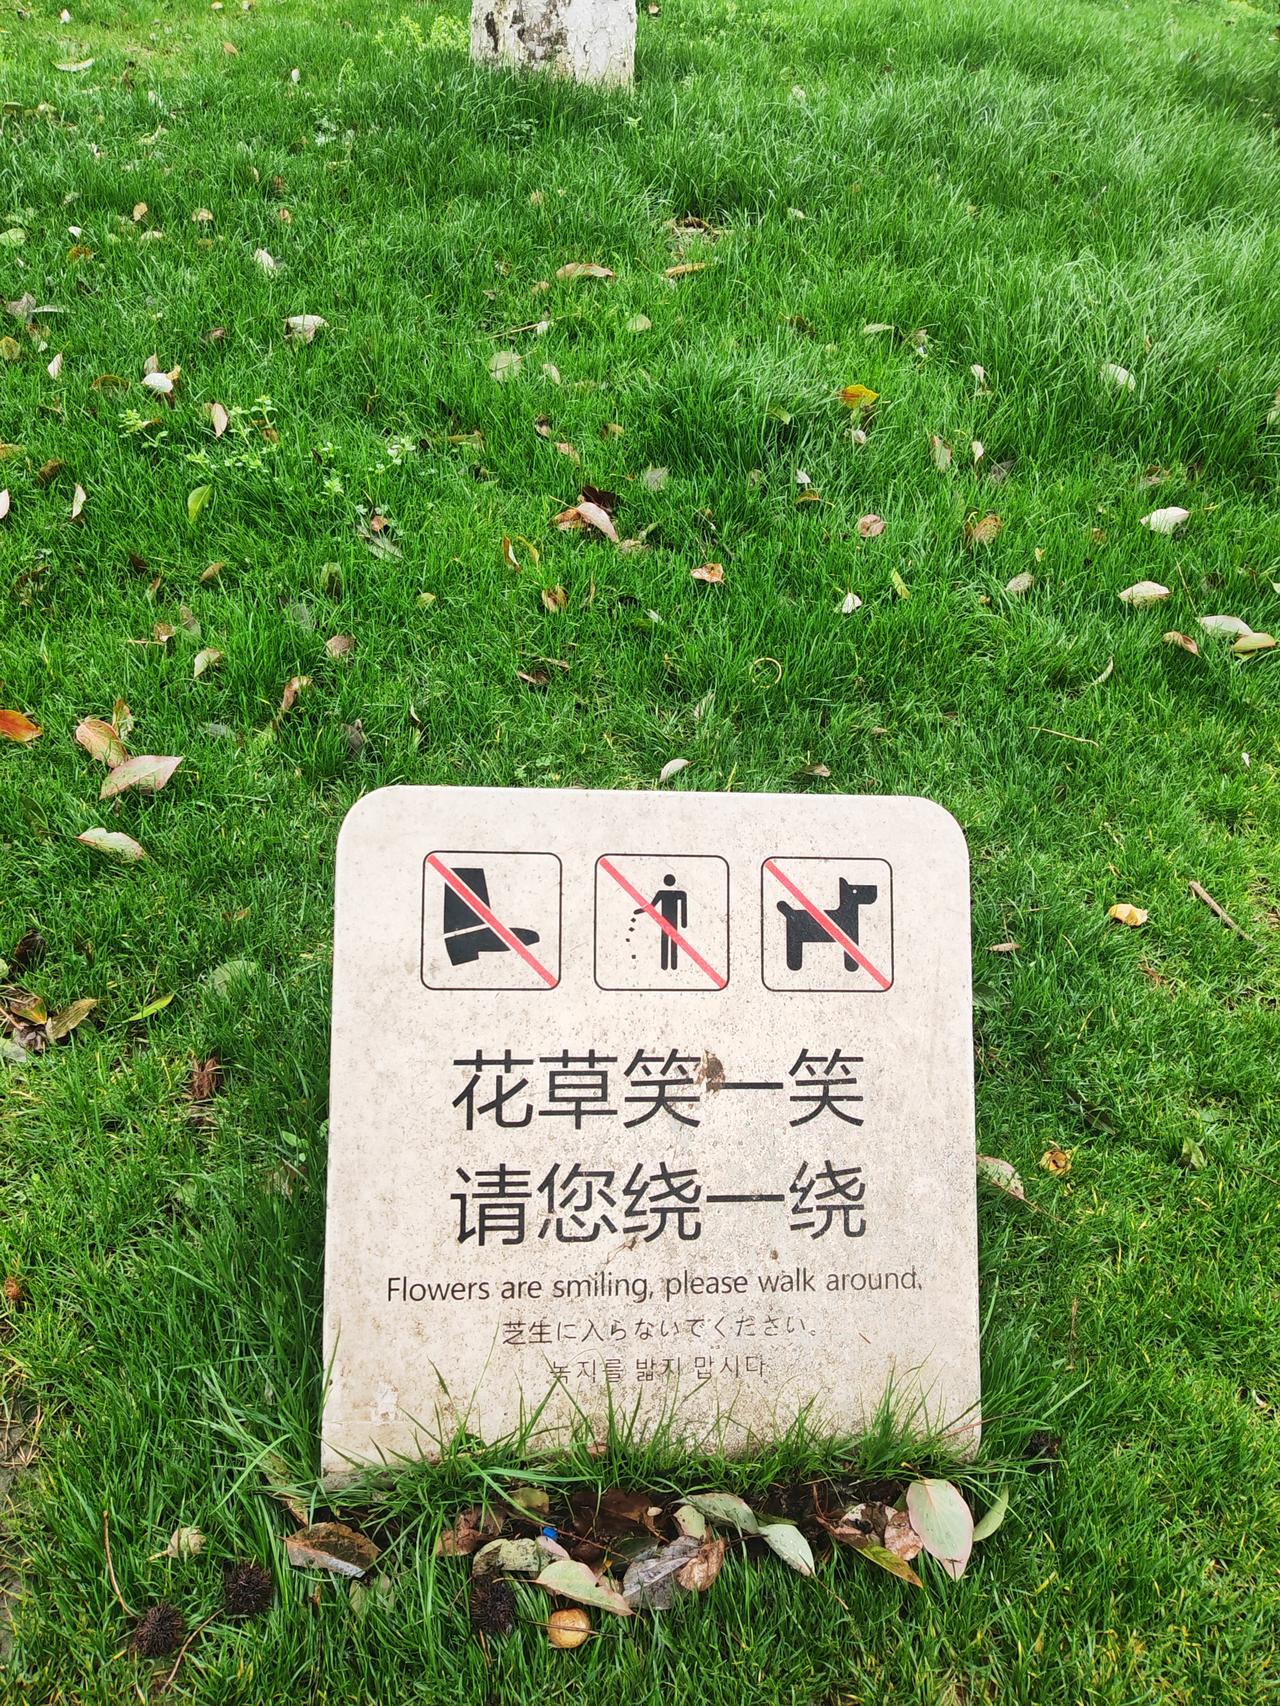 花草笑一笑
请您绕一绕
Flowers are smiling, please walk around.
芝生に入らないでください。
녹지를 밟지 맙시다